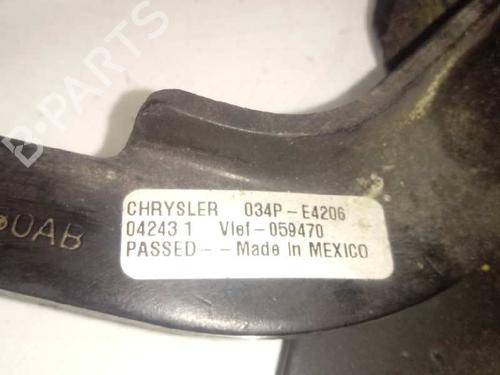 B-PARTS
CHRYSLER 034P-E4206
04243 1 Vlef-059470
PASSED-- Made In MEXICO
0AB